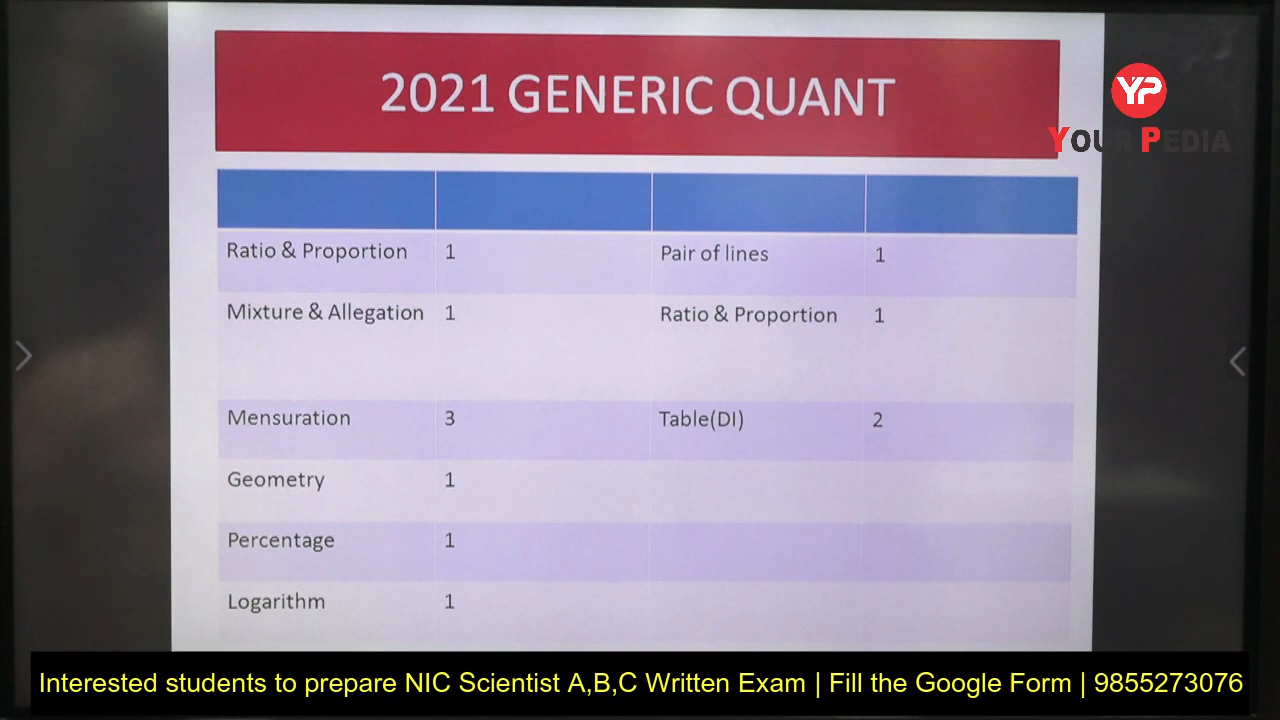 2021 GENERIC QUANT
YP
YOUR PEDIA
Ratio & Proportion 1 Pair of lines 1
Mixture & Allegation 1 Ratio & Proportion 1
Mensuration 3 Table(DI) 2
Geometry 1
Percentage 1
Logarithm 1
Interested students to prepare NIC Scientist A,B,C Written Exam | Fill the Google Form | 9855273076